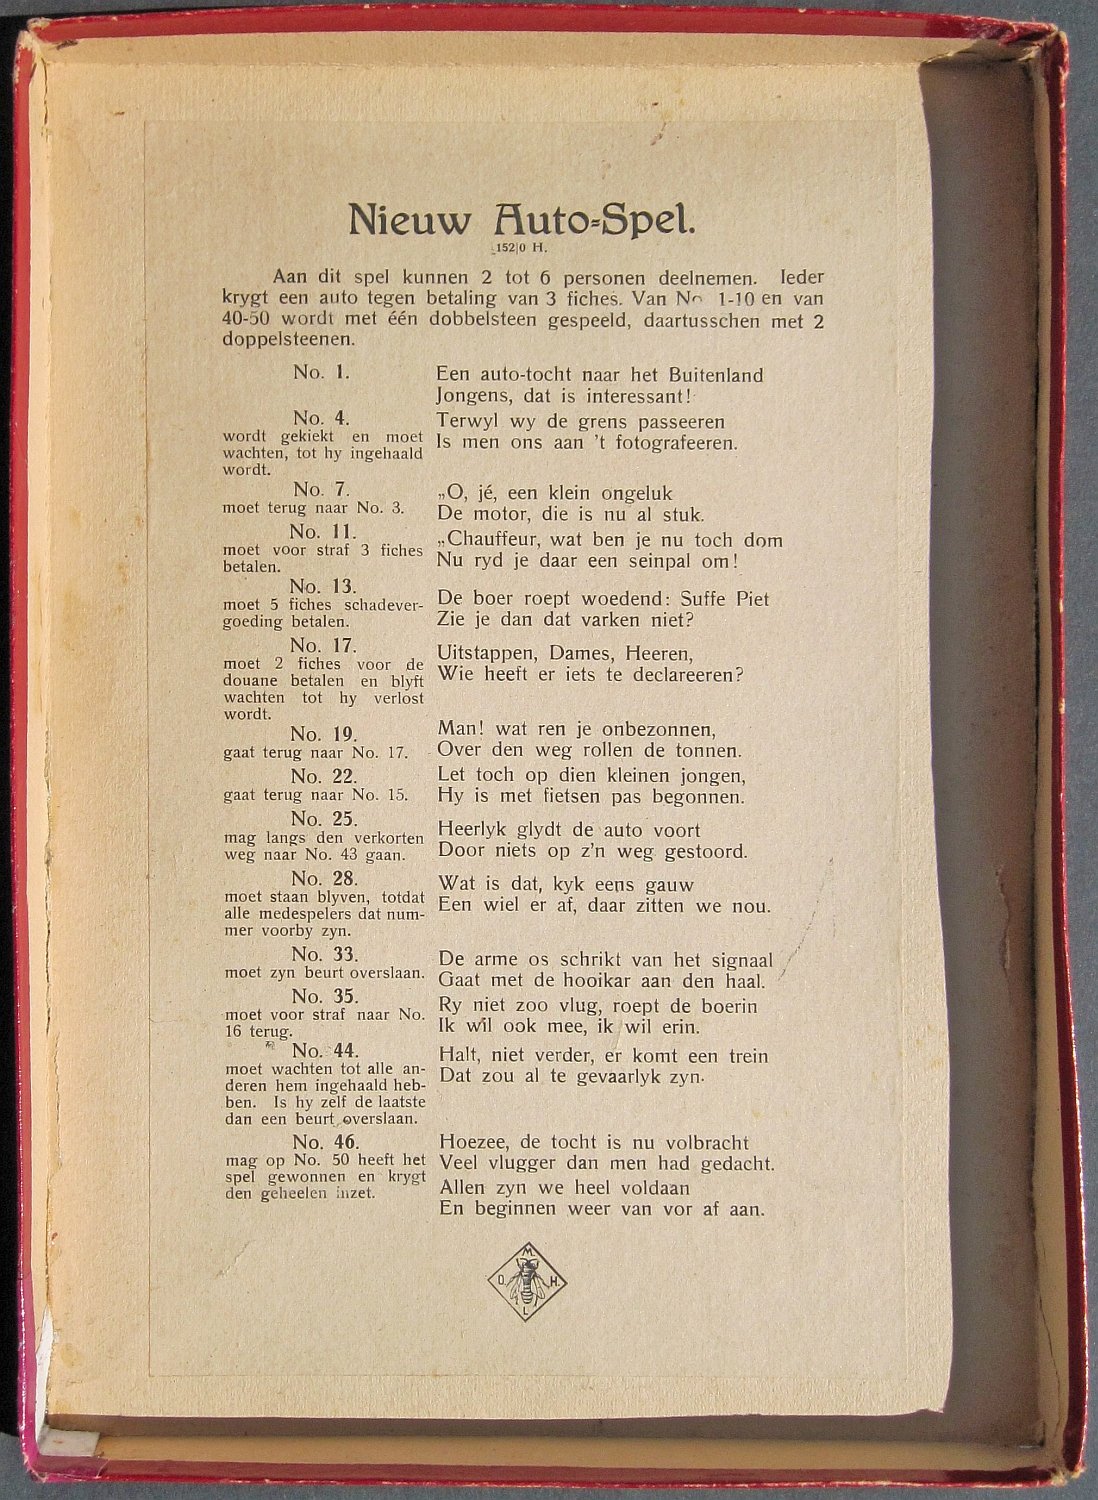 Nieuw Auto=Spel.
152|0 H.
Aan dit spel kunnen 2 tot 6 personen deelnemen. Ieder
krygt een auto tegen betaling van 3 fiches. Van No 1-10 en van
40-50 wordt met één dobbelsteen gespeeld, daartusschen met 2
doppelsteenen.
No. 1.
Een auto-tocht naar het Buitenland
Jongens, dat is interessant!
No. 4.
wordt gekiekt en moet
wachten, tot hy ingehaald
wordt.
Terwyl wy de grens passeeren
Is men ons aan 't fotografeeren.
No. 7.
moet terug naar No. 3.
„O, jé, een klein ongeluk
De motor, die is nu al stuk.
No. 11.
moet voor straf 3 fiches
betalen.
„Chauffeur, wat ben je nu toch dom
Nu ryd je daar een seinpal om!
No. 13.
moet 5 fiches schadever-
goeding betalen.
De boer roept woedend: Suffe Piet
Zie je dan dat varken niet?
No. 17.
moet 2 fiches voor de
douane betalen en blyft
wachten tot hy verlost
wordt.
Uitstappen, Dames, Heeren,
Wie heeft er iets te declareeren?
No. 19.
gaat terug naar No. 17.
Man! wat ren je onbezonnen,
Over den weg rollen de tonnen.
No. 22.
gaat terug naar No. 15.
Let toch op dien kleinen jongen,
Hy is met fietsen pas begonnen.
No. 25.
mag langs den verkorten
weg naar No. 43 gaan.
Heerlyk glydt de auto voort
Door niets op z'n weg gestoord.
No. 28.
moet staan blyven, totdat
alle medespelers dat num-
mer voorby zyn.
Wat is dat, kyk eens gauw
Een wiel er af, daar zitten we nou.
No. 33.
moet zyn beurt overslaan.
De arme os schrikt van het signaal
Gaat met de hooikar aan den haal.
No. 35.
moet voor straf naar No.
16 terug.
Ry niet zoo vlug, roept de boerin
Ik wil ook mee, ik wil erin.
No. 44.
moet wachten tot alle an-
deren hem ingehaald heb-
ben. Is hy zelf de laatste
dan een beurt overslaan.
Halt, niet verder, er komt een trein
Dat zou al te gevaarlyk zyn.
No. 46.
mag op No. 50 heeft het
spel gewonnen en krygt
den geheelen inzet.
Hoezee, de tocht is nu volbracht
Veel vlugger dan men had gedacht.
Allen zyn we heel voldaan
En beginnen weer van vor af aan.
M.
O. H.
L